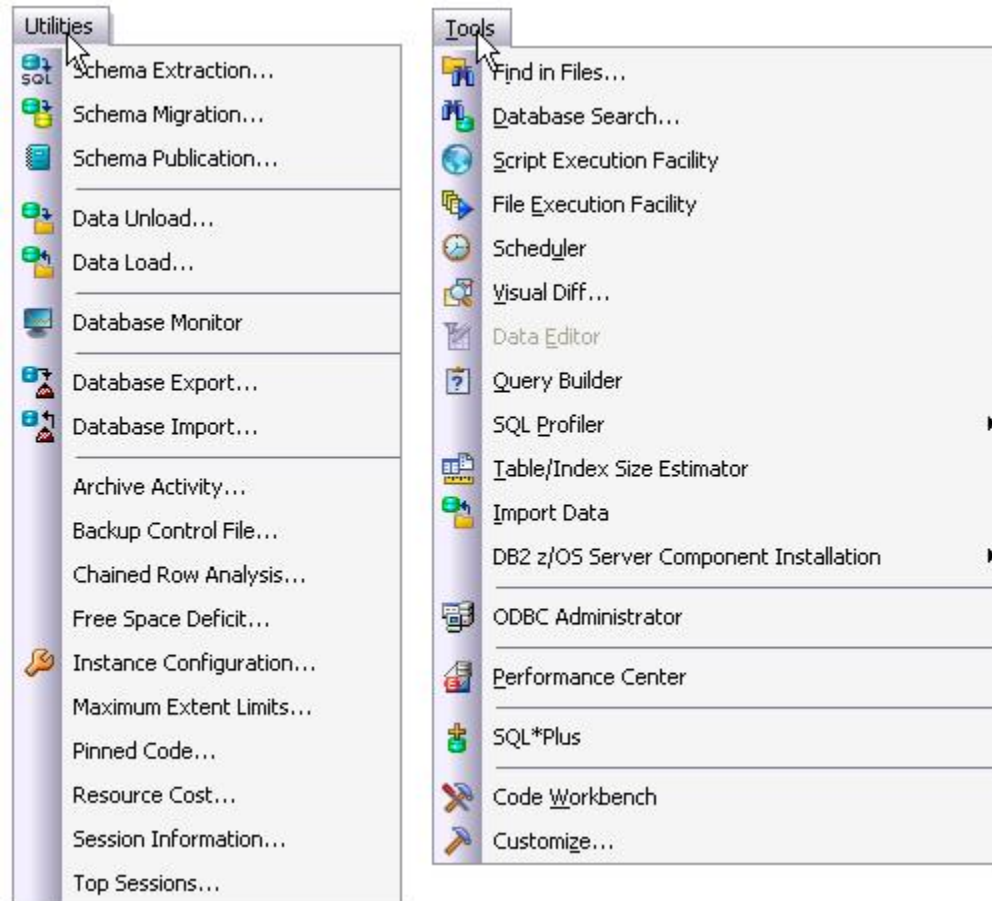 Utilities
Schema Extraction...
Schema Migration...
Schema Publication...
Data Unload...
Data Load...
Database Monitor
Database Export...
Database Import...
Archive Activity...
Backup Control File...
Chained Row Analysis...
Free Space Deficit...
Instance Configuration...
Maximum Extent Limits...
Pinned Code...
Resource Cost...
Session Information...
Top Sessions...
Tools
Find in Files...
Database Search...
Script Execution Facility
File Execution Facility
Scheduler
Visual Diff...
Data Editor
Query Builder
SQL Profiler
Table/Index Size Estimator
Import Data
DB2 z/OS Server Component Installation
ODBC Administrator
Performance Center
SQL*Plus
Code Workbench
Customize...
SQL